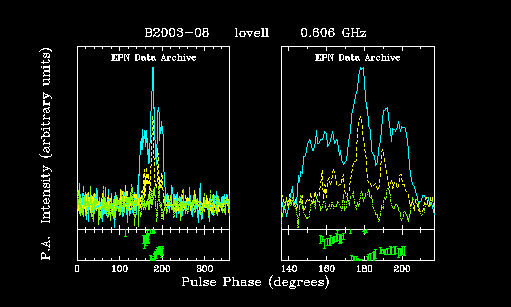 B2003-08 lovell 0.606 GHz
EPN Data Archive EPN Data Archive
P.A. Intensity (arbitrary units)
0 100 200 300 140 160 180 200
Pulse Phase (degrees)